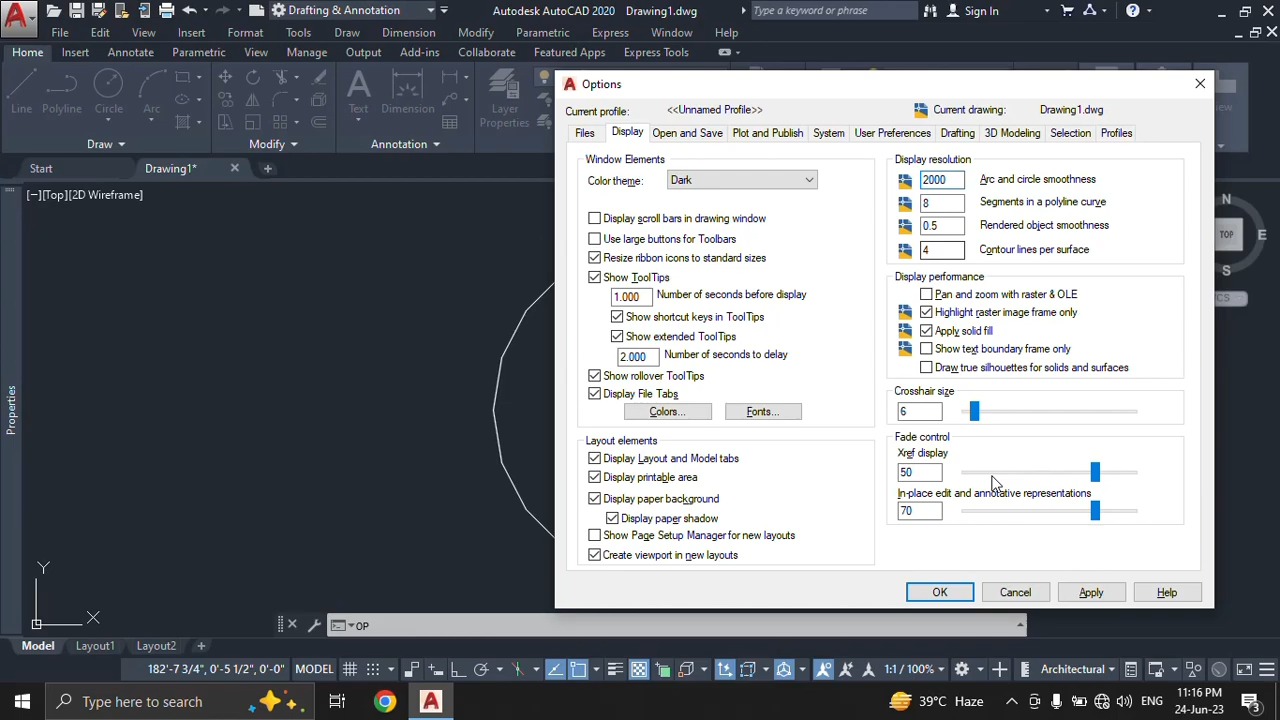 Drafting & Annotation
Autodesk AutoCAD 2020 Drawing1.dwg
Type a keyword or phrase
Sign In
File Edit View Insert Format Tools Draw Dimension Modify Parametric Express Window Help
Home Insert Annotate Parametric View Manage Output Add-ins Collaborate Featured Apps Express Tools
Line Polyline Circle Arc
Text Dimension
Layer
Properties
Draw Modify Annotation
Start Drawing1*
[−][Top][2D Wireframe]
Options
Current profile: <<Unnamed Profile>> Current drawing: Drawing1.dwg
Files Display Open and Save Plot and Publish System User Preferences Drafting 3D Modeling Selection Profiles
Window Elements
Color theme: Dark
Display scroll bars in drawing window
Use large buttons for Toolbars
Resize ribbon icons to standard sizes
Show ToolTips
1.000 Number of seconds before display
Show shortcut keys in ToolTips
Show extended ToolTips
2.000 Number of seconds to delay
Show rollover ToolTips
Display File Tabs
Colors... Fonts...
Layout elements
Display Layout and Model tabs
Display printable area
Display paper background
Display paper shadow
Show Page Setup Manager for new layouts
Create viewport in new layouts
Display resolution
2000 Arc and circle smoothness
8 Segments in a polyline curve
0.5 Rendered object smoothness
4 Contour lines per surface
Display performance
Pan and zoom with raster & OLE
Highlight raster image frame only
Apply solid fill
Show text boundary frame only
Draw true silhouettes for solids and surfaces
Crosshair size
6
Fade control
Xref display
50
In-place edit and annotative representations
70
OK Cancel Apply Help
N
TOP E
S
Properties
Y
X
OP
Model Layout1 Layout2
182'-7 3/4", 0'-5 1/2", 0'-0" MODEL
1:1 / 100%
Architectural
Type here to search
39°C Haze
ENG
11:16 PM
24-Jun-23
3